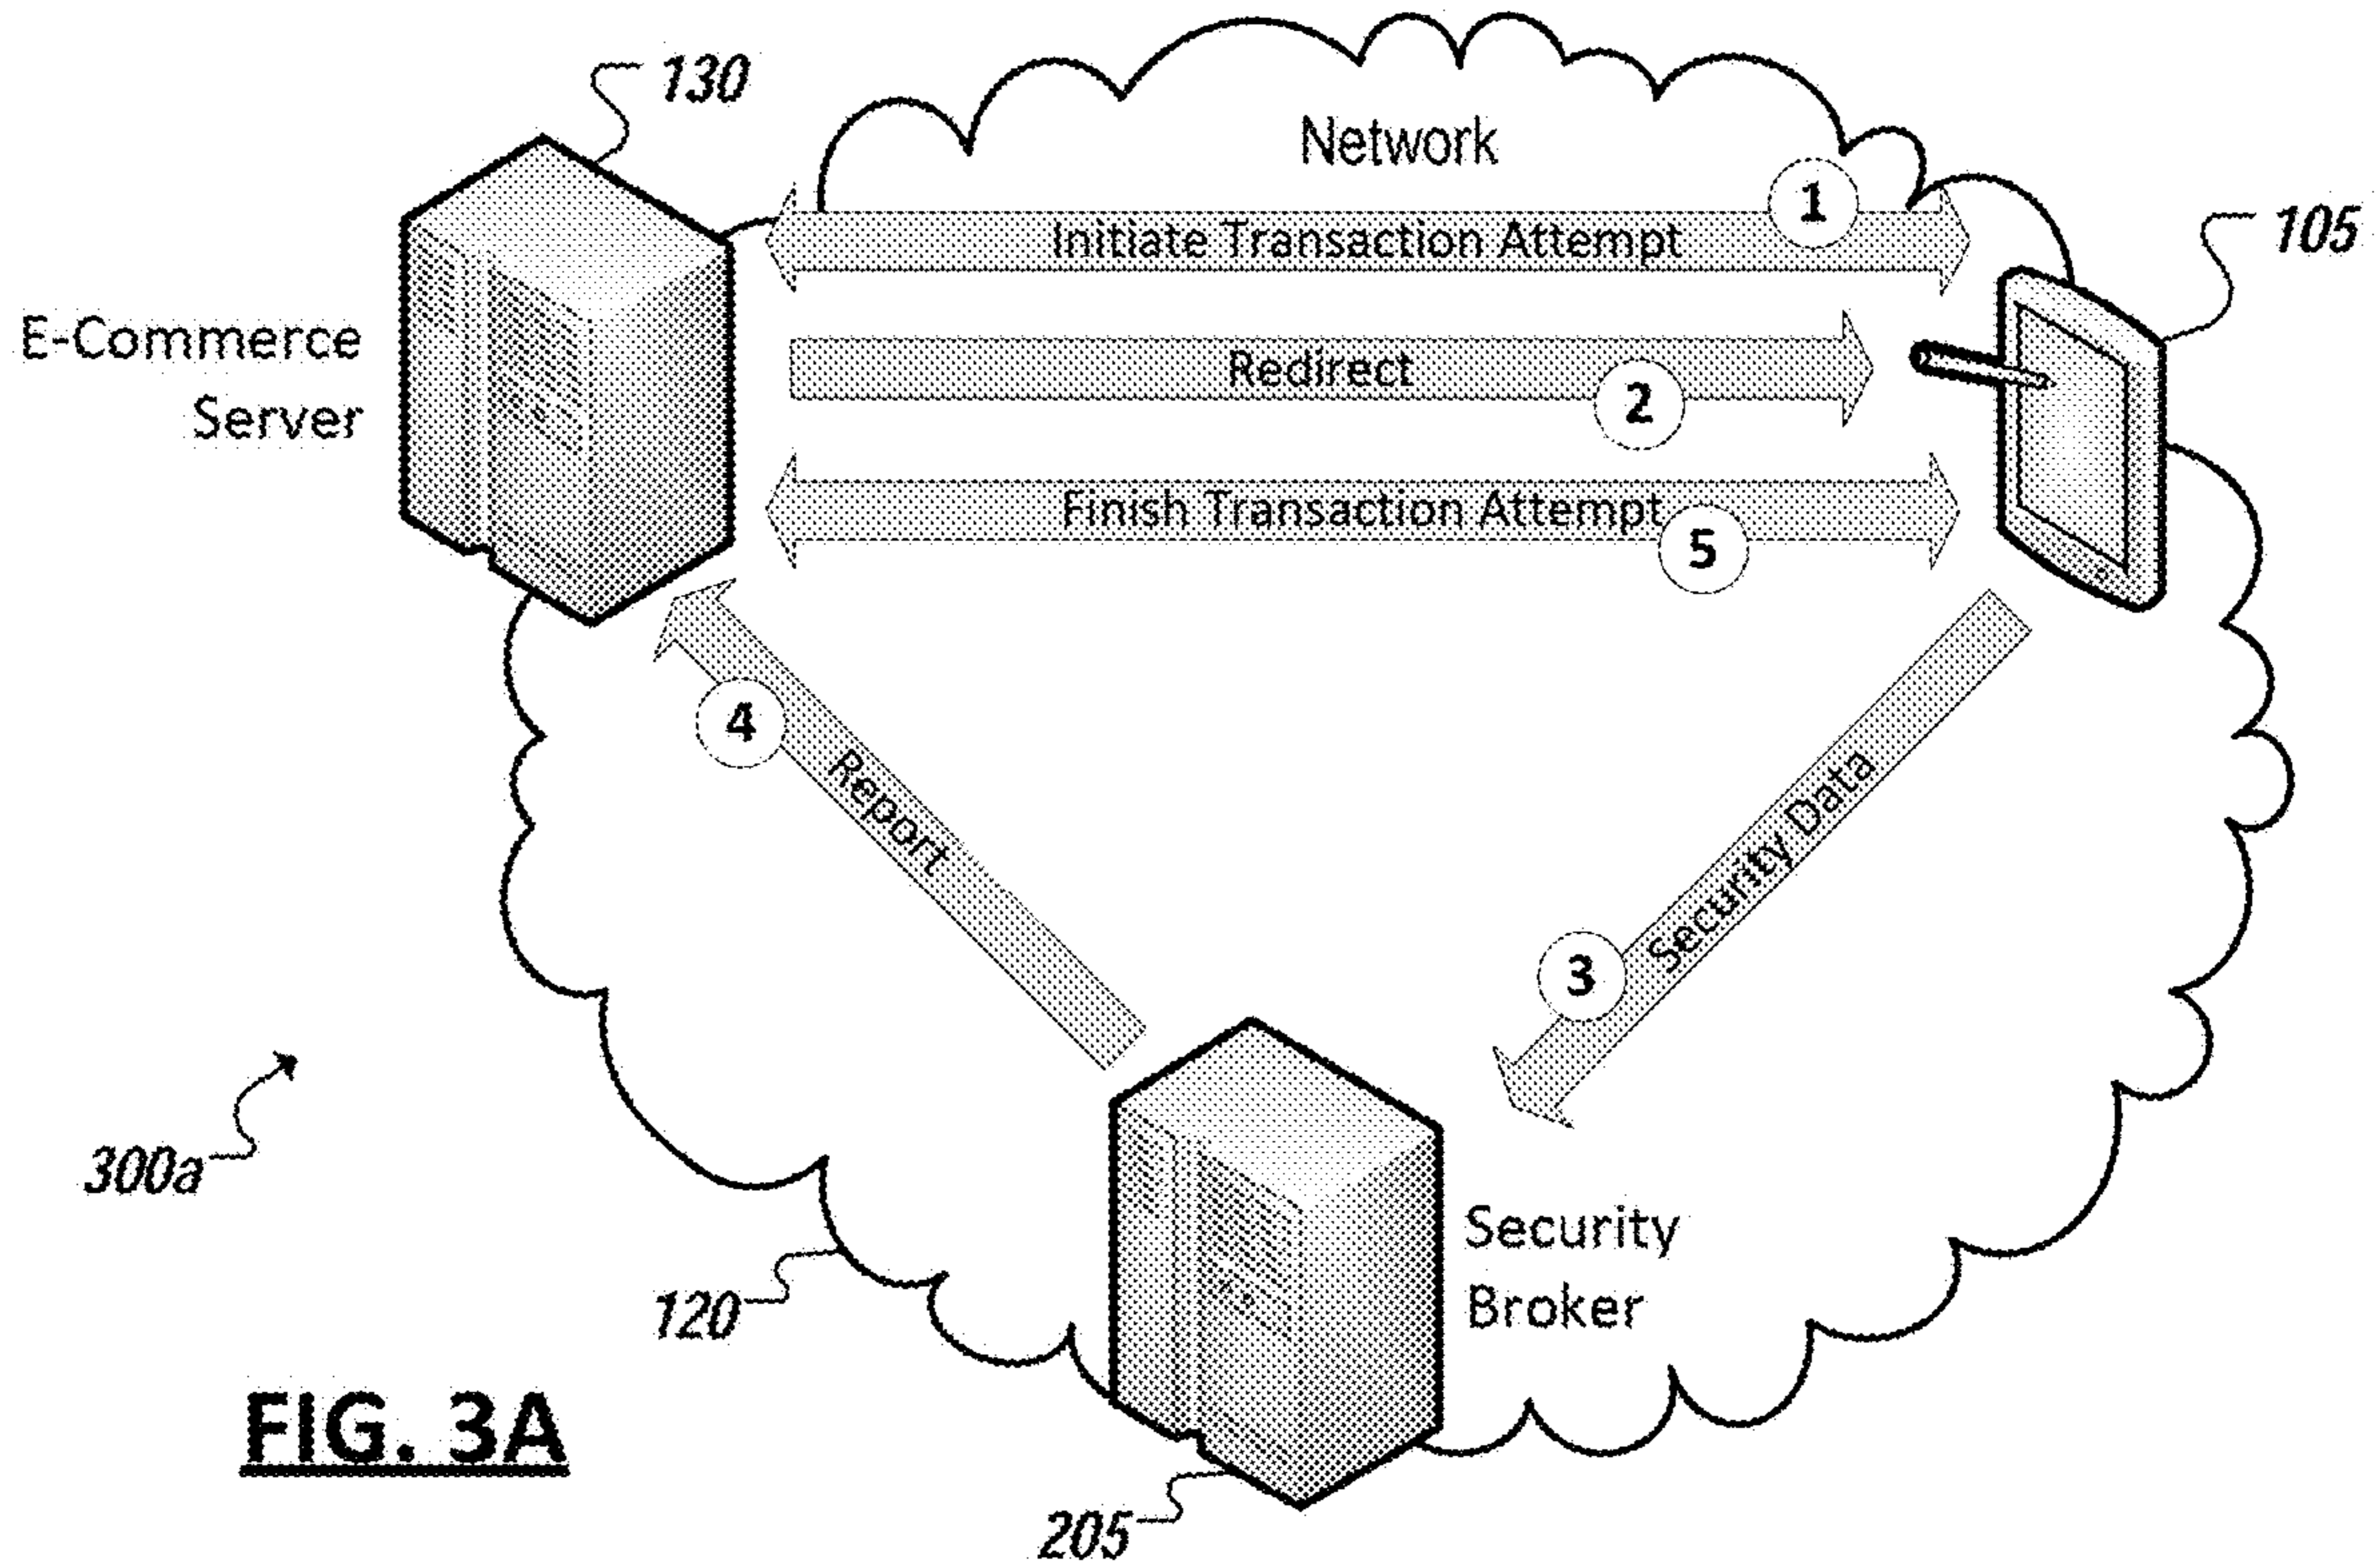 130
Network
1
Initiate Transaction Attempt
105
E-Commerce
Server
Redirect
2
Finish Transaction Attempt
5
4
Report
Security Data
3
300a
Security
Broker
120
FIG. 3A
205